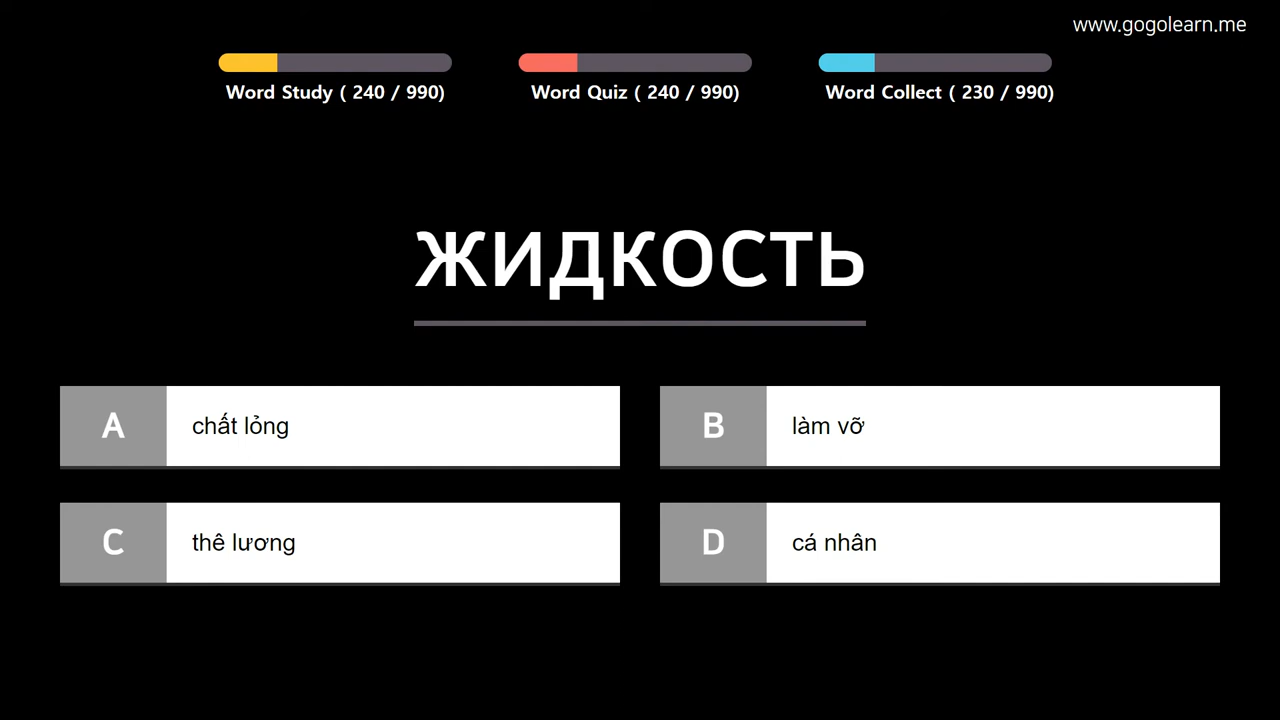 www.gogolearn.me
Word Study ( 240 / 990)
Word Quiz ( 240 / 990)
Word Collect ( 230 / 990)
жидкость
A chất lỏng
B làm vỡ
C thê lương
D cá nhân